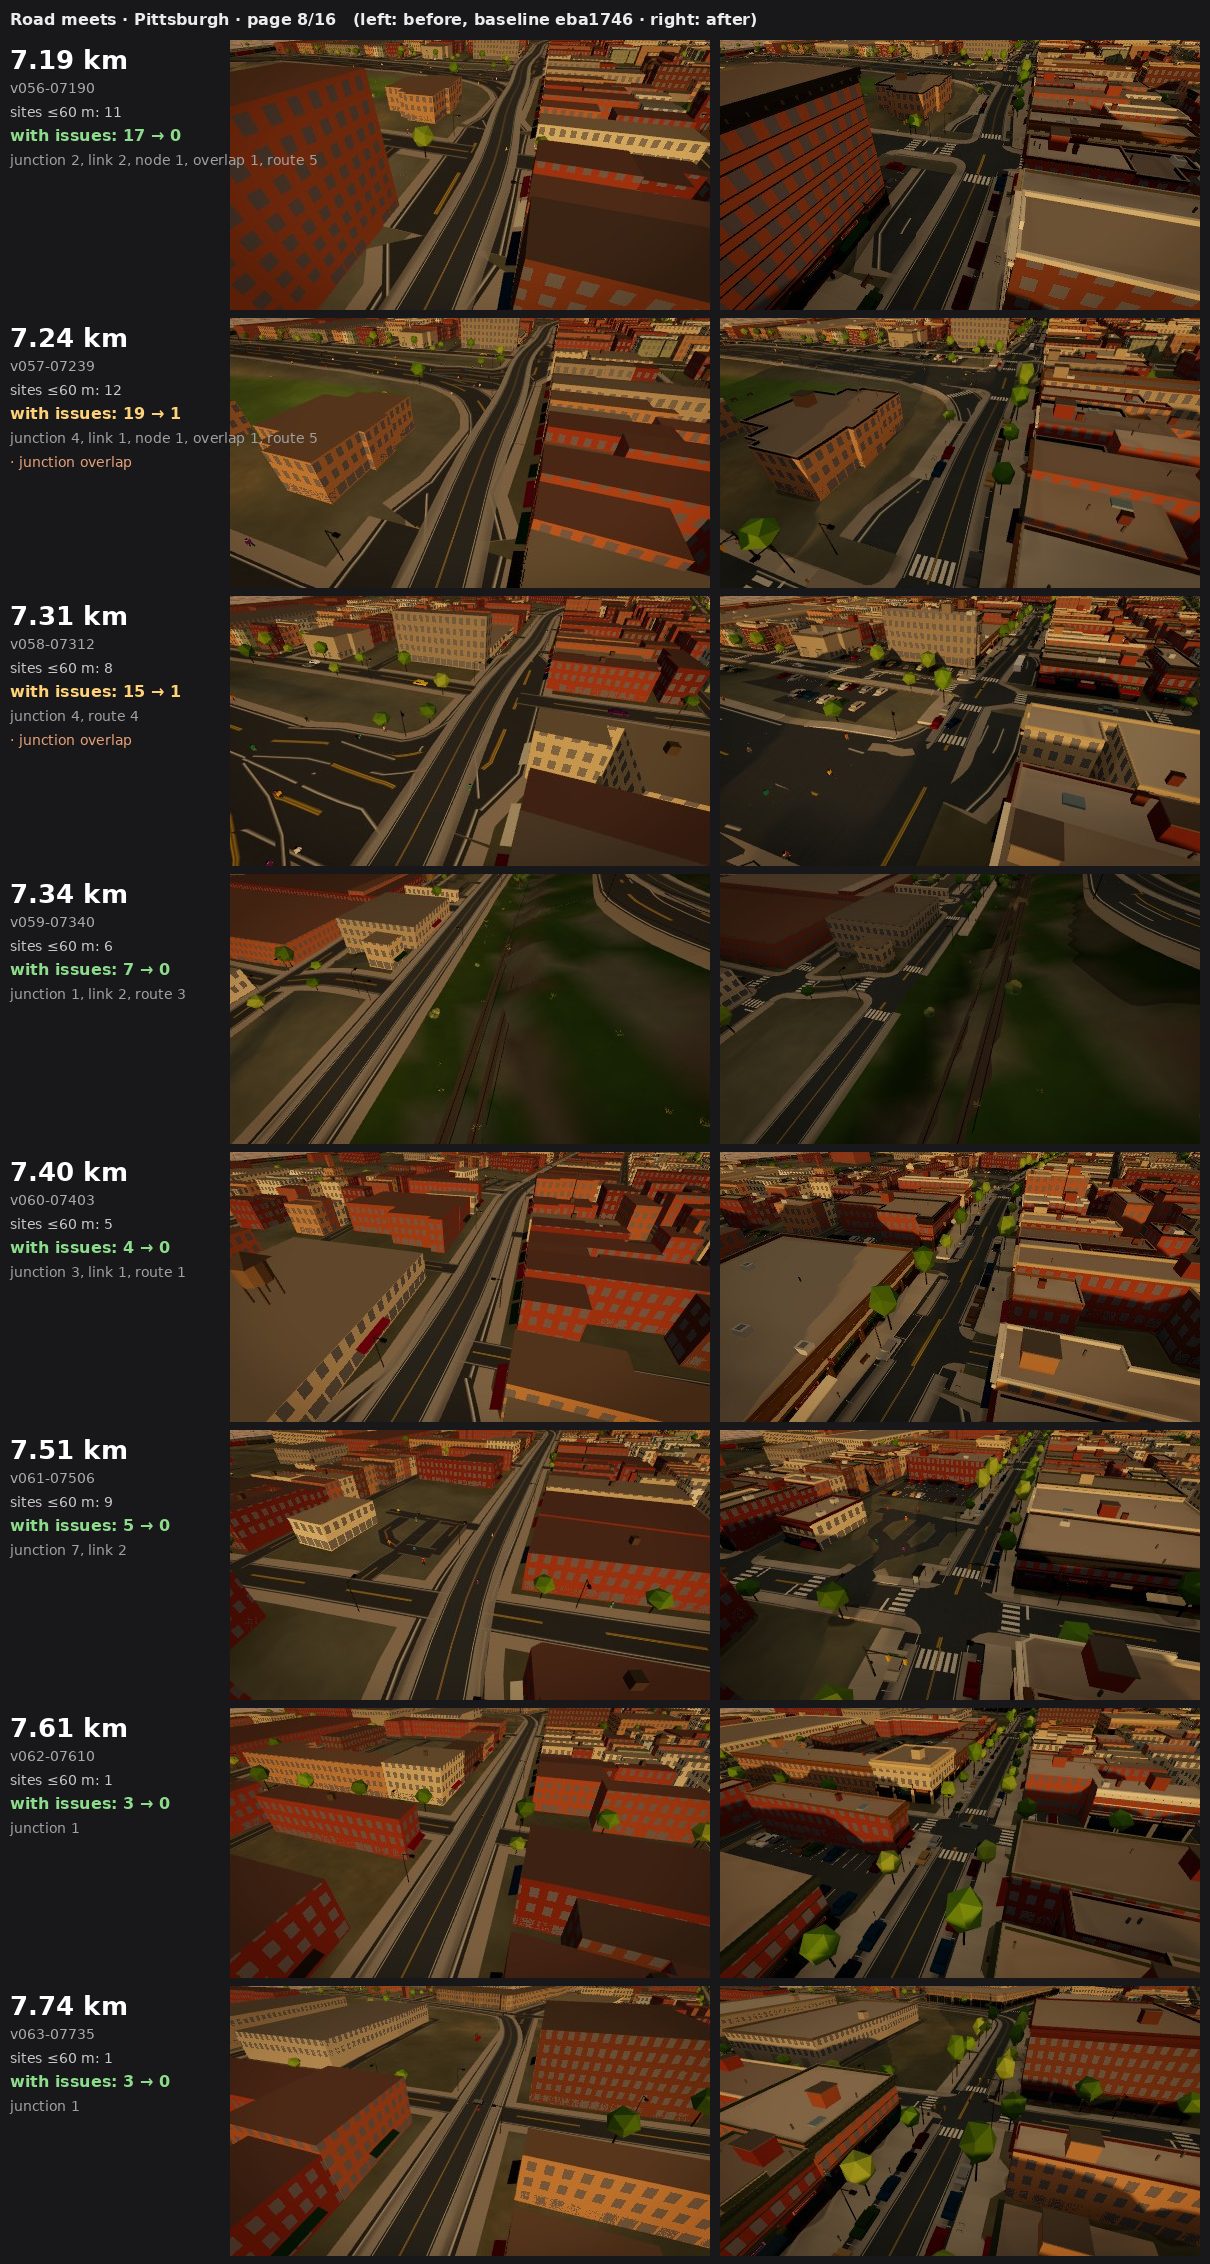 Road meets · Pittsburgh · page 8/16   (left: before, baseline eba1746 · right: after)
7.19 km
v056-07190
sites ≤60 m: 11
with issues: 17 → 0
junction 2, link 2, node 1, overlap 1, route 5
7.24 km
v057-07239
sites ≤60 m: 12
with issues: 19 → 1
junction 4, link 1, node 1, overlap 1, route 5
· junction overlap
7.31 km
v058-07312
sites ≤60 m: 8
with issues: 15 → 1
junction 4, route 4
· junction overlap
7.34 km
v059-07340
sites ≤60 m: 6
with issues: 7 → 0
junction 1, link 2, route 3
7.40 km
v060-07403
sites ≤60 m: 5
with issues: 4 → 0
junction 3, link 1, route 1
7.51 km
v061-07506
sites ≤60 m: 9
with issues: 5 → 0
junction 7, link 2
7.61 km
v062-07610
sites ≤60 m: 1
with issues: 3 → 0
junction 1
7.74 km
v063-07735
sites ≤60 m: 1
with issues: 3 → 0
junction 1